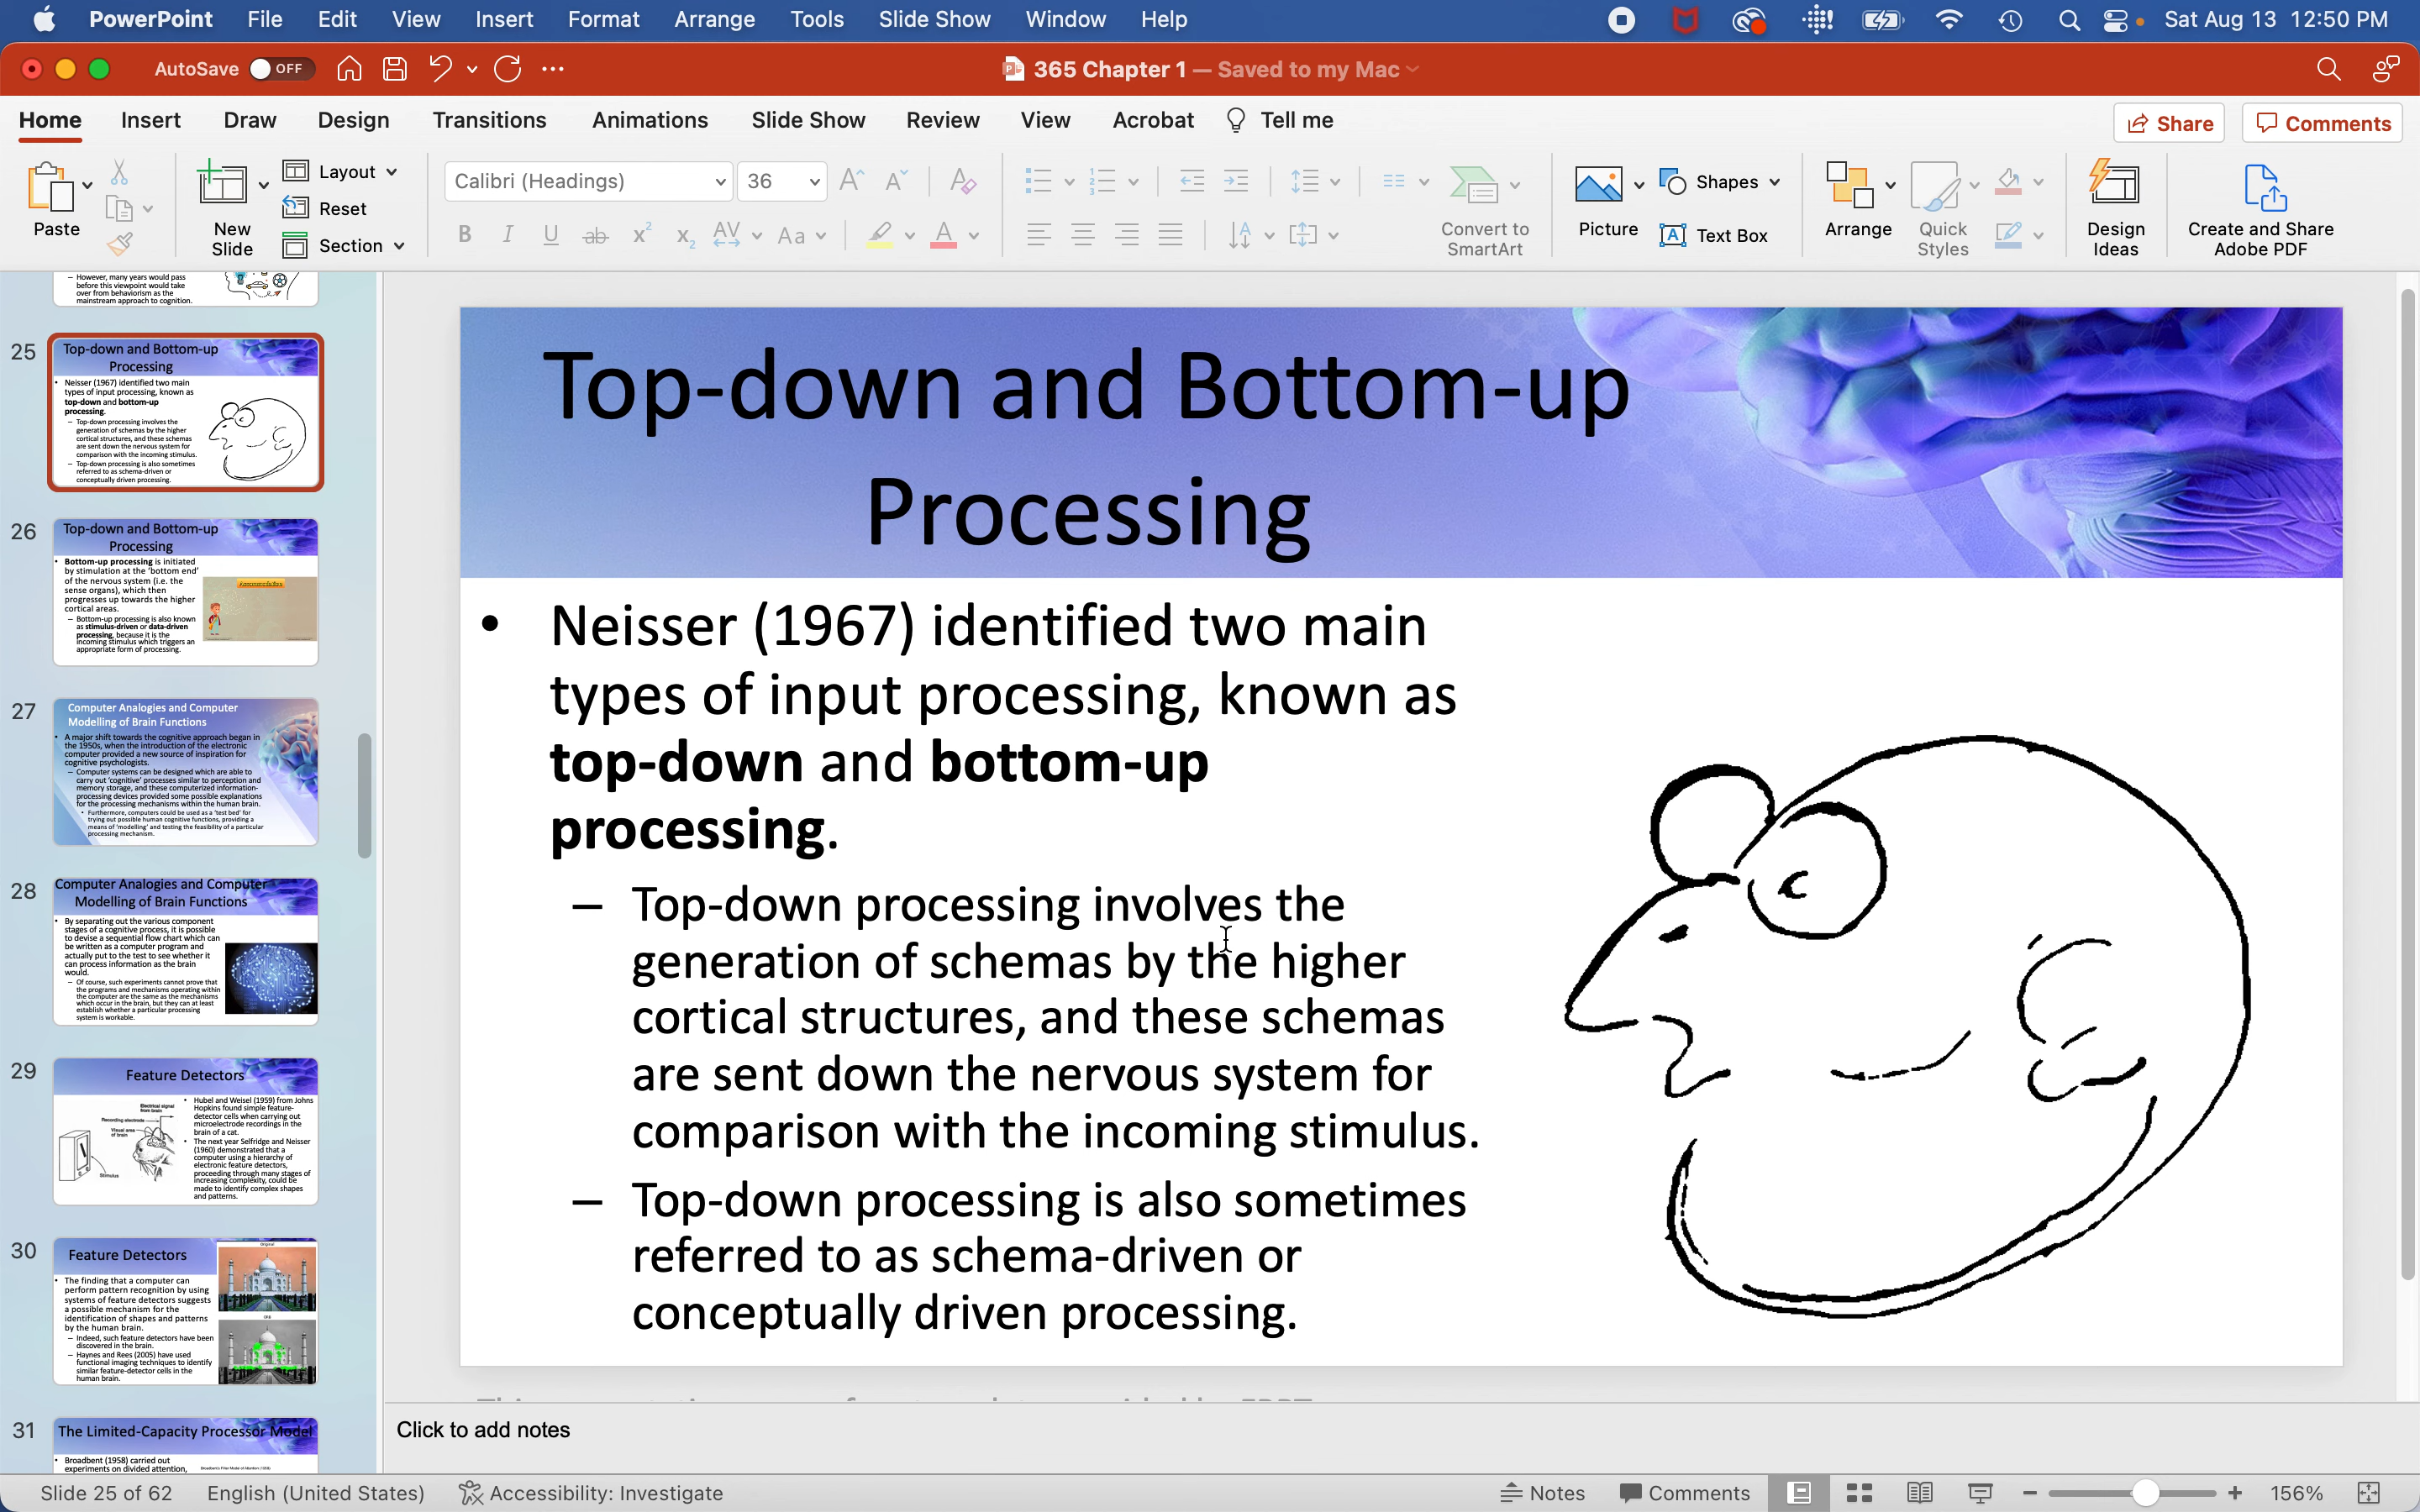 PowerPoint File Edit View Insert Format Arrange Tools Slide Show Window Help Sat Aug 13 12:50 PM
AutoSave OFF 365 Chapter 1 — Saved to my Mac
Home Insert Draw Design Transitions Animations Slide Show Review View Acrobat Tell me Share Comments
Paste
New Slide
Layout
Reset
Section
Calibri (Headings) 36
Convert to SmartArt
Picture
Shapes
Text Box
Arrange
Quick Styles
Design Ideas
Create and Share Adobe PDF
– However, many years would pass
before this viewpoint would take
over from behaviorism as the
mainstream approach to cognition.
25
Top-down and Bottom-up
Processing
• Neisser (1967) identified two main
types of input processing, known as
top-down and bottom-up
processing.
– Top-down processing involves the
generation of schemas by the higher
cortical structures, and these schemas
are sent down the nervous system for
comparison with the incoming stimulus.
– Top-down processing is also sometimes
referred to as schema-driven or
conceptually driven processing.
26
Top-down and Bottom-up
Processing
• Bottom-up processing is initiated
by stimulation at the 'bottom end'
of the nervous system (i.e. the
sense organs), which then
progresses up towards the higher
cortical areas.
– Bottom-up processing is also known
as stimulus-driven or data-driven
processing, because it is the
incoming stimulus which triggers an
appropriate form of processing.
27
Computer Analogies and Computer
Modelling of Brain Functions
• A major shift towards the cognitive approach began in
the 1950s, when the introduction of the electronic
computer provided a new source of inspiration for
cognitive psychologists.
– Computer systems can be designed which are able to
carry out 'cognitive' processes similar to perception and
memory storage, and these computerized information-
processing devices provided some possible explanations
for the processing mechanisms within the human brain.
• Furthermore, computers could be used as a 'test bed' for
trying out possible human cognitive functions, providing a
means of 'modelling' and testing the feasibility of a particular
processing mechanism.
28
Computer Analogies and Computer
Modelling of Brain Functions
• By separating out the various component
stages of a cognitive process, it is possible
to devise a sequential flow chart which can
be written as a computer program and
actually put to the test to see whether it
can process information as the brain
would.
– Of course, such experiments cannot prove that
the programs and mechanisms operating within
the computer are the same as the mechanisms
which occur in the brain, but they can at least
establish whether a particular processing
system is workable.
29
Feature Detectors
Electrical signal
from brain
Recording electrode
Visual area
of brain
Stimulus
• Hubel and Weisel (1959) from Johns
Hopkins found simple feature-
detector cells when carrying out
microelectrode recordings in the
brain of a cat.
• The next year Selfridge and Neisser
(1960) demonstrated that a
computer using a hierarchy of
electronic feature detectors,
proceeding through many stages of
increasing complexity, could be
made to identify complex shapes
and patterns.
30
Feature Detectors
• The finding that a computer can
perform pattern recognition by using
systems of feature detectors suggests
a possible mechanism for the
identification of shapes and patterns
by the human brain.
– Indeed, such feature detectors have been
discovered in the brain.
– Haynes and Rees (2005) have used
functional imaging techniques to identify
similar feature-detector cells in the
human brain.
31
The Limited-Capacity Processor Model
• Broadbent (1958) carried out
experiments on divided attention,
Top-down and Bottom-up
Processing
• Neisser (1967) identified two main
types of input processing, known as
top-down and bottom-up
processing.
– Top-down processing involves the
generation of schemas by the higher
cortical structures, and these schemas
are sent down the nervous system for
comparison with the incoming stimulus.
– Top-down processing is also sometimes
referred to as schema-driven or
conceptually driven processing.
Click to add notes
Slide 25 of 62 English (United States) Accessibility: Investigate Notes Comments 156%